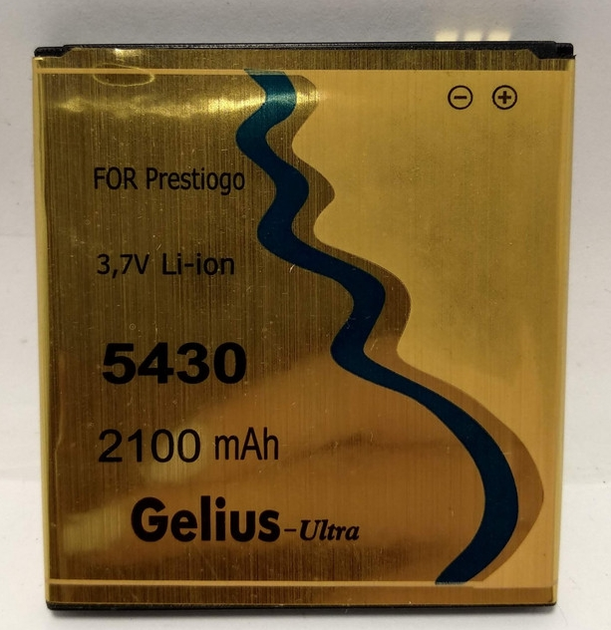 ⊖ ⊕
FOR Prestiogo
3,7V Li-ion
5430
2100 mAh
Gelius-Ultra